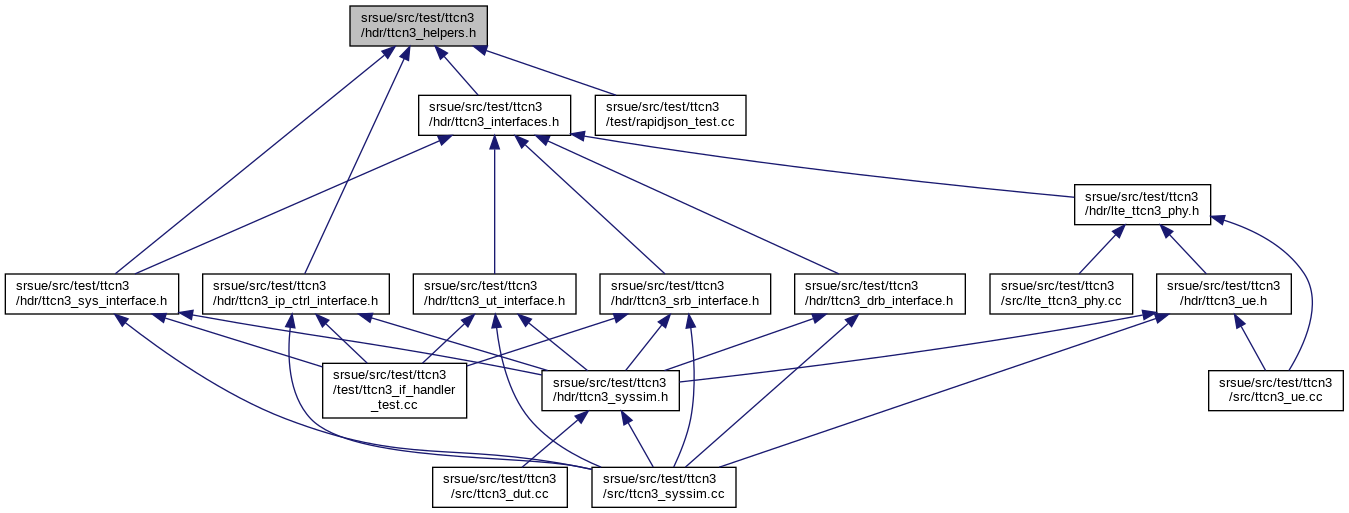 srsue/src/test/ttcn3
/hdr/ttcn3_helpers.h
srsue/src/test/ttcn3
/hdr/ttcn3_interfaces.h
srsue/src/test/ttcn3
/test/rapidjson_test.cc
srsue/src/test/ttcn3
/hdr/lte_ttcn3_phy.h
srsue/src/test/ttcn3
/hdr/ttcn3_sys_interface.h
srsue/src/test/ttcn3
/hdr/ttcn3_ip_ctrl_interface.h
srsue/src/test/ttcn3
/hdr/ttcn3_ut_interface.h
srsue/src/test/ttcn3
/hdr/ttcn3_srb_interface.h
srsue/src/test/ttcn3
/hdr/ttcn3_drb_interface.h
srsue/src/test/ttcn3
/src/lte_ttcn3_phy.cc
srsue/src/test/ttcn3
/hdr/ttcn3_ue.h
srsue/src/test/ttcn3
/test/ttcn3_if_handler
_test.cc
srsue/src/test/ttcn3
/hdr/ttcn3_syssim.h
srsue/src/test/ttcn3
/src/ttcn3_ue.cc
srsue/src/test/ttcn3
/src/ttcn3_dut.cc
srsue/src/test/ttcn3
/src/ttcn3_syssim.cc